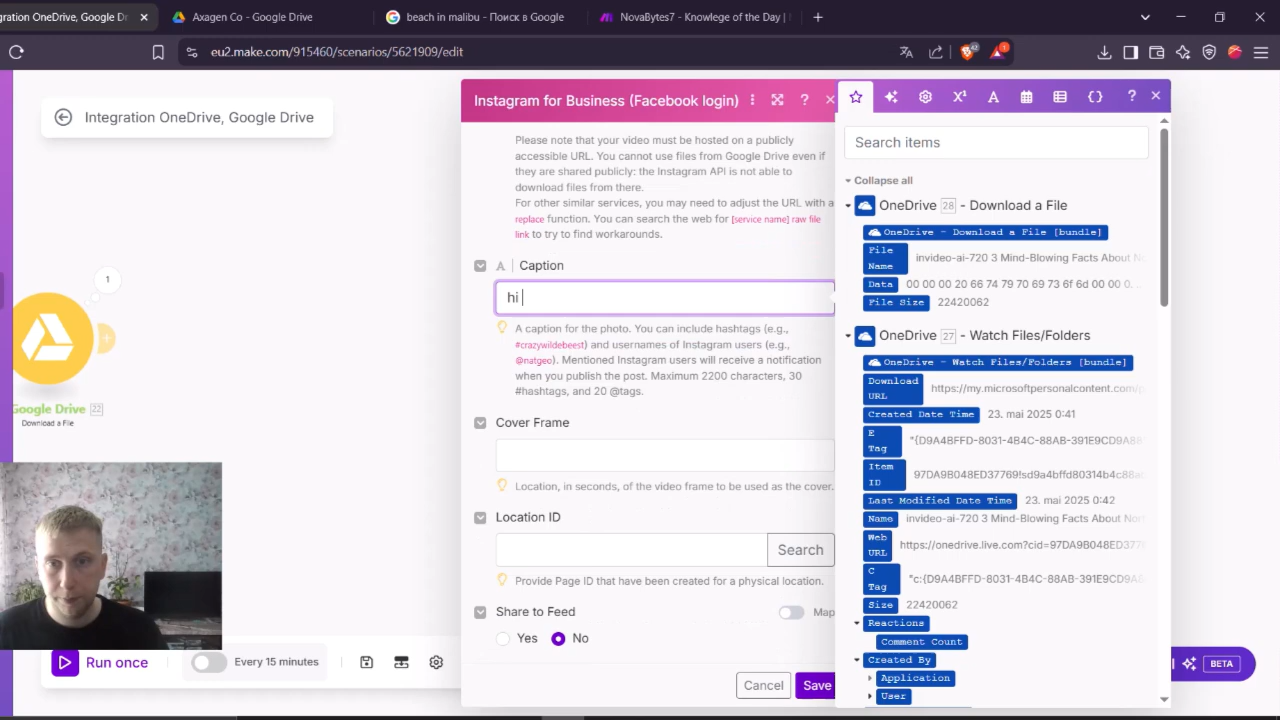 ntegration OneDrive, Google Driv
Axagen Co - Google Drive
beach in malibu - Поиск в Google
NovaBytes7 - Knowlege of the Day |
eu2.make.com/915460/scenarios/5621909/edit
Integration OneDrive, Google Drive
1
Google Drive 22
Download a File
Instagram for Business (Facebook login)
Please note that your video must be hosted on a publicly
accessible URL. You cannot use files from Google Drive even if
they are shared publicly: the Instagram API is not able to
download files from there.
For other similar services, you may need to adjust the URL with a
replace function. You can search the web for [service name] raw file
link to try to find workarounds.
A Caption
hi
A caption for the photo. You can include hashtags (e.g.,
#crazywildebeest) and usernames of Instagram users (e.g.,
@natgeo). Mentioned Instagram users will receive a notification
when you publish the post. Maximum 2200 characters, 30
#hashtags, and 20 @tags.
Cover Frame
Location, in seconds, of the video frame to be used as the cover.
Location ID
Search
Provide Page ID that have been created for a physical location.
Share to Feed
Map
Yes No
Cancel Save
Search items
Collapse all
OneDrive 28 - Download a File
OneDrive - Download a File [bundle]
File Name invideo-ai-720 3 Mind-Blowing Facts About No
Data 00 00 00 20 66 74 79 70 69 73 6f 6d 00 00 0.
File Size 22420062
OneDrive 27 - Watch Files/Folders
OneDrive - Watch Files/Folders [bundle]
Download URL https://my.microsoftpersonalcontent.com/
Created Date Time 23. mai 2025 0:41
E Tag "{D9A4BFFD-8031-4B4C-88AB-391E9CD9A88
Item ID 97DA9B048ED37769!sd9a4bffd80314b4c88a
Last Modified Date Time 23. mai 2025 0:42
Name invideo-ai-720 3 Mind-Blowing Facts About Nor
Web URL https://onedrive.live.com?cid=97DA9B048ED377
C Tag "c:{D9A4BFFD-8031-4B4C-88AB-391E9CD9A
Size 22420062
Reactions
Comment Count
Created By
Application
User
Run once
Every 15 minutes
BETA